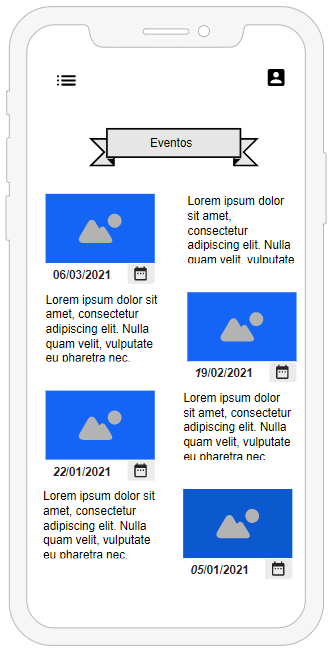 Eventos
Lorem ipsum dolor
sit amet,
consectetur
adipiscing elit. Nulla
quam velit, vulputate
06/03/2021
Lorem ipsum dolor sit
amet, consectetur
adipiscing elit. Nulla
quam velit, vulputate
eu pharetra nec.
19/02/2021
Lorem ipsum dolor
sit amet, consectetur
adipiscing elit. Nulla
quam velit, vulputate
eu pharetra nec.
22/01/2021
Lorem ipsum dolor sit
amet, consectetur
adipiscing elit. Nulla
quam velit, vulputate
eu pharetra nec.
05/01/2021